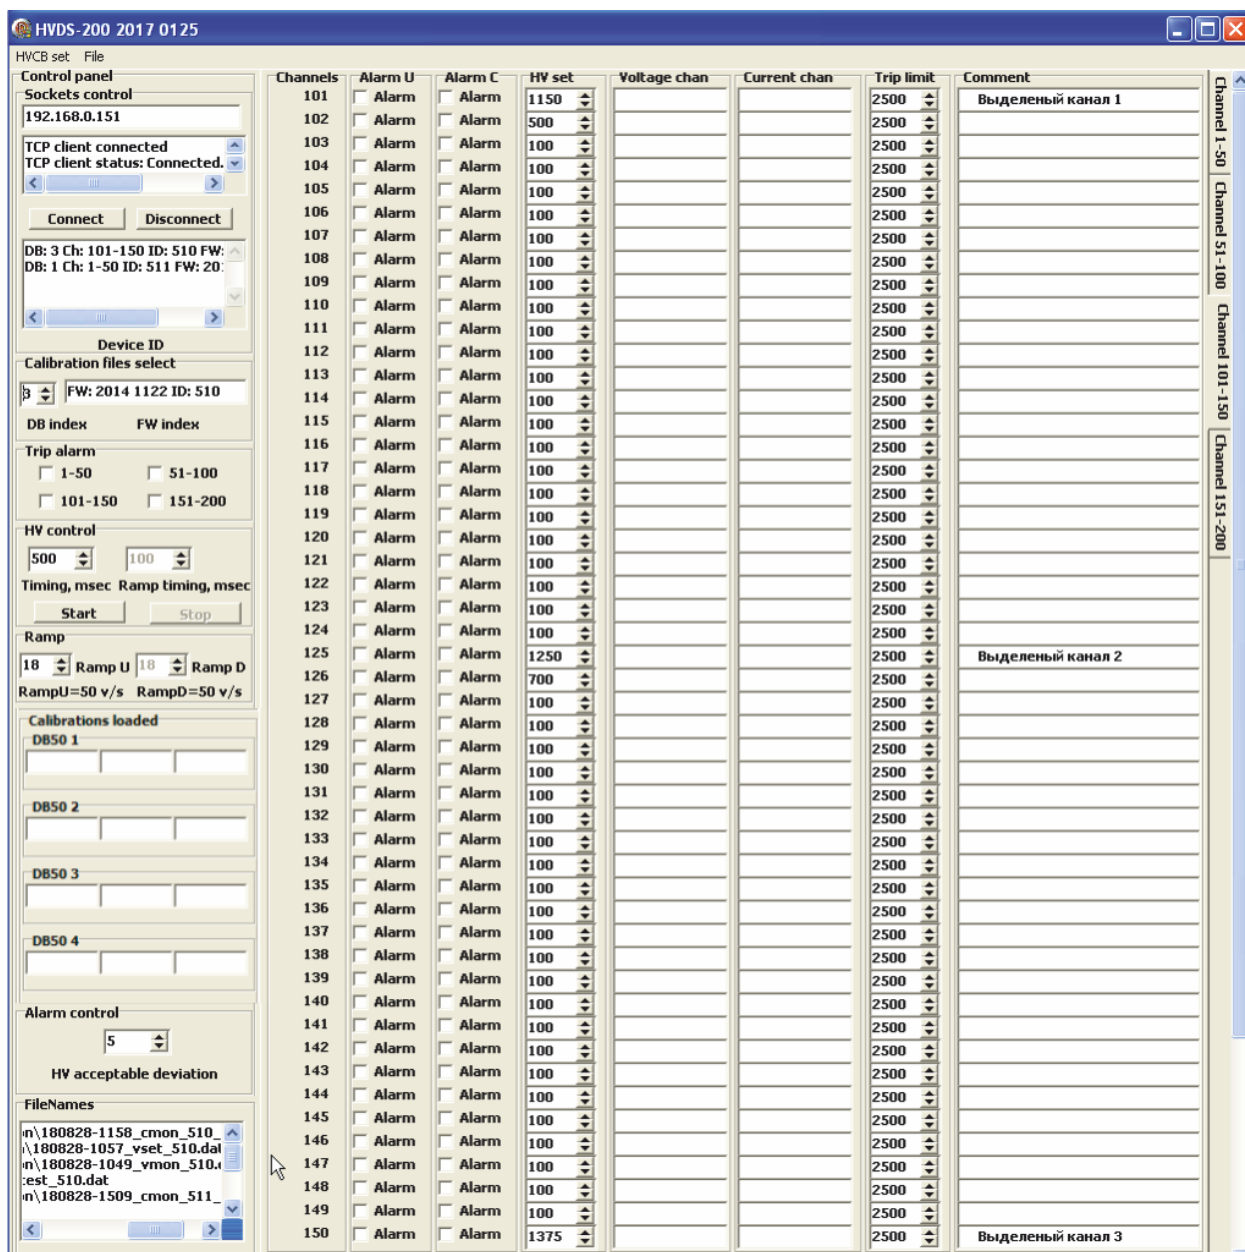 HVDS-200 2017 0125
HVCB set File
Control panel
Sockets control
192.168.0.151
TCP client connected
TCP client status: Connected.
Connect Disconnect
DB: 3 Ch: 101-150 ID: 510 FW:
DB: 1 Ch: 1-50 ID: 511 FW: 20
Device ID
Calibration files select
3 FW: 2014 1122 ID: 510
DB index FW index
Trip alarm
1-50 51-100
101-150 151-200
HV control
500 100
Timing, msec Ramp timing, msec
Start Stop
Ramp
18 Ramp U 18 Ramp D
RampU=50 v/s RampD=50 v/s
Calibrations loaded
DB50 1
DB50 2
DB50 3
DB50 4
Alarm control
5
HV acceptable deviation
FileNames
n\180828-1158_cmon_510_
\180828-1057_vset_510.dat
n\180828-1049_vmon_510.
test_510.dat
n\180828-1509_cmon_511_
Channels Alarm U Alarm C HV set Voltage chan Current chan Trip limit Comment
101 Alarm Alarm 1150 2500 Выделеный канал 1
102 Alarm Alarm 500 2500
103 Alarm Alarm 100 2500
104 Alarm Alarm 100 2500
105 Alarm Alarm 100 2500
106 Alarm Alarm 100 2500
107 Alarm Alarm 100 2500
108 Alarm Alarm 100 2500
109 Alarm Alarm 100 2500
110 Alarm Alarm 100 2500
111 Alarm Alarm 100 2500
112 Alarm Alarm 100 2500
113 Alarm Alarm 100 2500
114 Alarm Alarm 100 2500
115 Alarm Alarm 100 2500
116 Alarm Alarm 100 2500
117 Alarm Alarm 100 2500
118 Alarm Alarm 100 2500
119 Alarm Alarm 100 2500
120 Alarm Alarm 100 2500
121 Alarm Alarm 100 2500
122 Alarm Alarm 100 2500
123 Alarm Alarm 100 2500
124 Alarm Alarm 100 2500
125 Alarm Alarm 1250 2500 Выделеный канал 2
126 Alarm Alarm 700 2500
127 Alarm Alarm 100 2500
128 Alarm Alarm 100 2500
129 Alarm Alarm 100 2500
130 Alarm Alarm 100 2500
131 Alarm Alarm 100 2500
132 Alarm Alarm 100 2500
133 Alarm Alarm 100 2500
134 Alarm Alarm 100 2500
135 Alarm Alarm 100 2500
136 Alarm Alarm 100 2500
137 Alarm Alarm 100 2500
138 Alarm Alarm 100 2500
139 Alarm Alarm 100 2500
140 Alarm Alarm 100 2500
141 Alarm Alarm 100 2500
142 Alarm Alarm 100 2500
143 Alarm Alarm 100 2500
144 Alarm Alarm 100 2500
145 Alarm Alarm 100 2500
146 Alarm Alarm 100 2500
147 Alarm Alarm 100 2500
148 Alarm Alarm 100 2500
149 Alarm Alarm 100 2500
150 Alarm Alarm 1375 2500 Выделеный канал 3
Channel 1-50
Channel 51-100
Channel 101-150
Channel 151-200